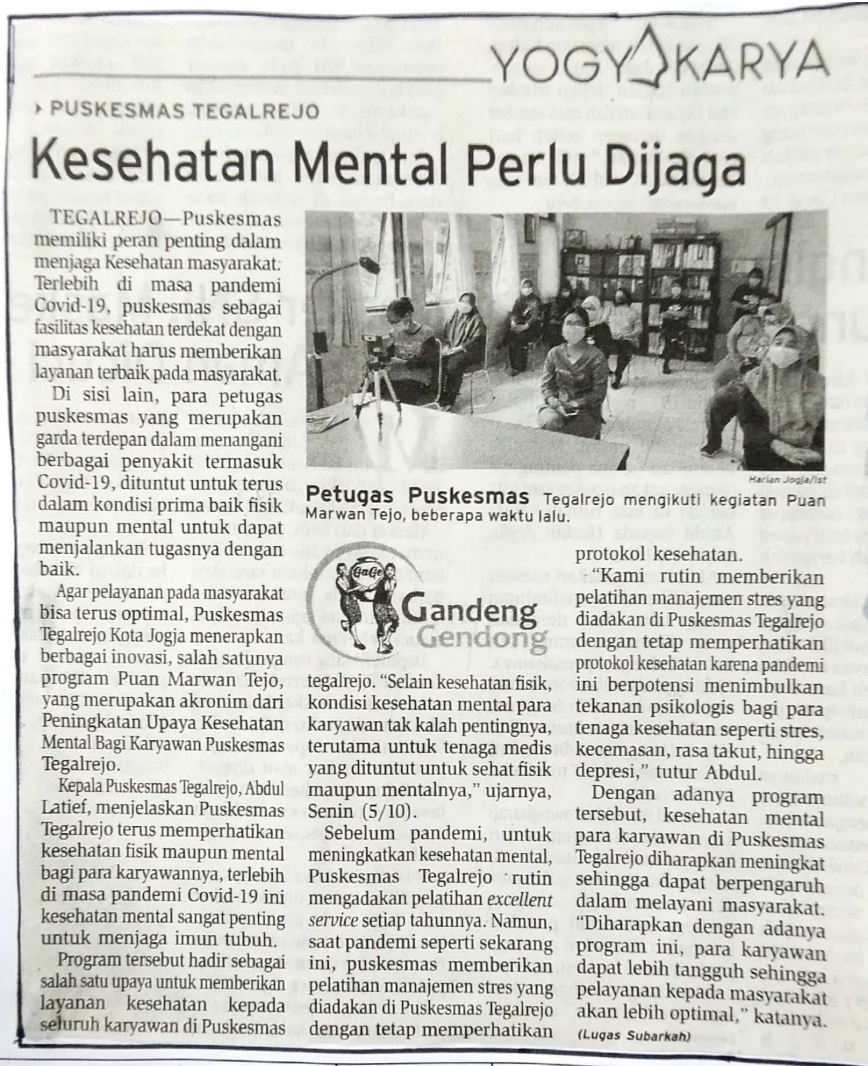 YOGYAKARYA
PUSKESMAS TEGALREJO
Kesehatan Mental Perlu Dijaga
TEGALREJO—Puskesmas
memiliki peran penting dalam
menjaga Kesehatan masyarakat.
Terlebih di masa pandemi
Covid-19, puskesmas sebagai
fasilitas kesehatan terdekat dengan
masyarakat harus memberikan
layanan terbaik pada masyarakat.
Di sisi lain, para petugas
puskesmas yang merupakan
garda terdepan dalam menangani
berbagai penyakit termasuk
Covid-19, dituntut untuk terus
dalam kondisi prima baik fisik
maupun mental untuk dapat
menjalankan tugasnya dengan
baik.
Agar pelayanan pada masyarakat
bisa terus optimal, Puskesmas
Tegalrejo Kota Jogja menerapkan
berbagai inovasi, salah satunya
program Puan Marwan Tejo,
yang merupakan akronim dari
Peningkatan Upaya Kesehatan
Mental Bagi Karyawan Puskesmas
Tegalrejo.
Kepala Puskesmas Tegalrejo, Abdul
Latief, menjelaskan Puskesmas
Tegalrejo terus memperhatikan
kesehatan fisik maupun mental
bagi para karyawannya, terlebih
di masa pandemi Covid-19 ini
kesehatan mental sangat penting
untuk menjaga imun tubuh.
Program tersebut hadir sebagai
salah satu upaya untuk memberikan
layanan kesehatan kepada
seluruh karyawan di Puskesmas
Harian Jogja/Ist
Petugas Puskesmas Tegalrejo mengikuti kegiatan Puan
Marwan Tejo, beberapa waktu lalu.
GaGe
Gandeng
Gendong
tegalrejo. “Selain kesehatan fisik,
kondisi kesehatan mental para
karyawan tak kalah pentingnya,
terutama untuk tenaga medis
yang dituntut untuk sehat fisik
maupun mentalnya,” ujarnya,
Senin (5/10).
Sebelum pandemi, untuk
meningkatkan kesehatan mental,
Puskesmas Tegalrejo rutin
mengadakan pelatihan excellent
service setiap tahunnya. Namun,
saat pandemi seperti sekarang
ini, puskesmas memberikan
pelatihan manajemen stres yang
diadakan di Puskesmas Tegalrejo
dengan tetap memperhatikan
protokol kesehatan.
“Kami rutin memberikan
pelatihan manajemen stres yang
diadakan di Puskesmas Tegalrejo
dengan tetap memperhatikan
protokol kesehatan karena pandemi
ini berpotensi menimbulkan
tekanan psikologis bagi para
tenaga kesehatan seperti stres,
kecemasan, rasa takut, hingga
depresi,” tutur Abdul.
Dengan adanya program
tersebut, kesehatan mental
para karyawan di Puskesmas
Tegalrejo diharapkan meningkat
sehingga dapat berpengaruh
dalam melayani masyarakat.
“Diharapkan dengan adanya
program ini, para karyawan
dapat lebih tangguh sehingga
pelayanan kepada masyarakat
akan lebih optimal,” katanya.
(Lugas Subarkah)